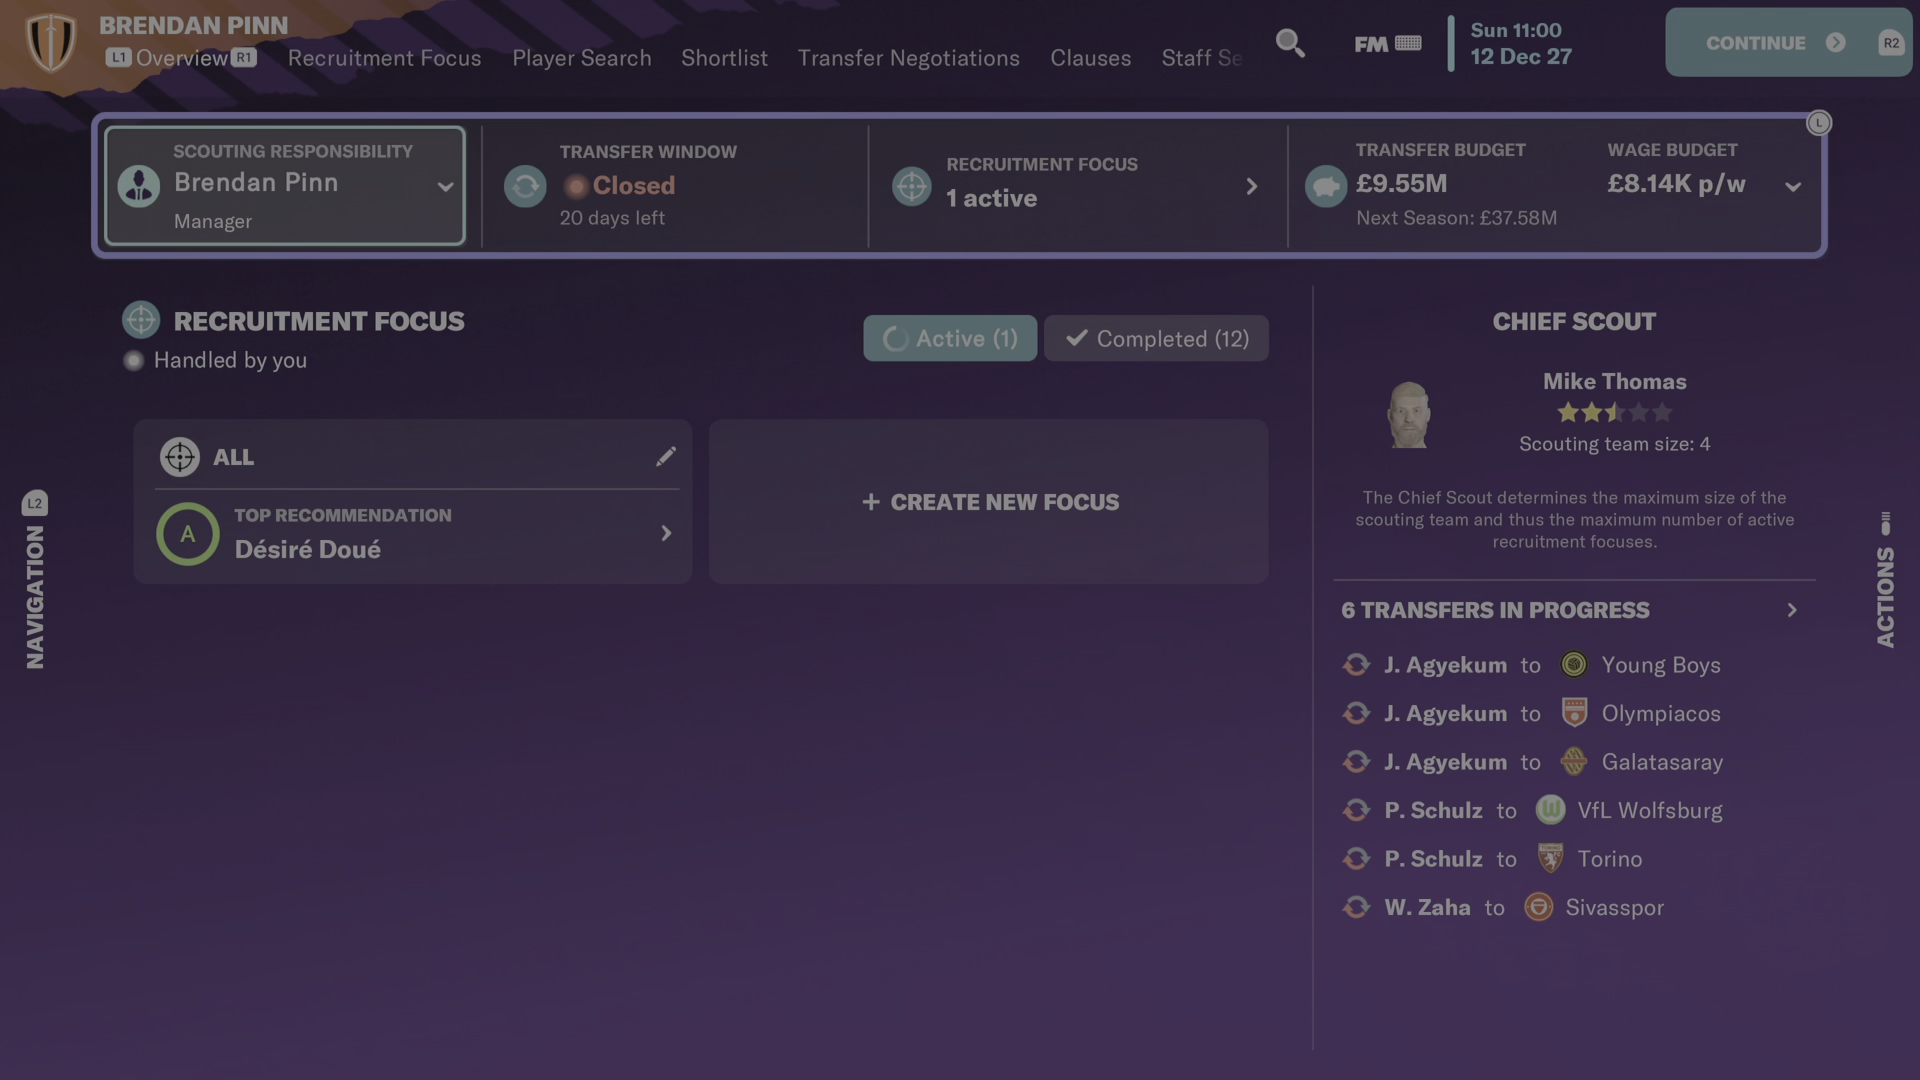 BRENDAN PINN
L1 Overview R1 Recruitment Focus Player Search Shortlist Transfer Negotiations Clauses Staff Se
FM
Sun 11:00
12 Dec 27
CONTINUE R2
L
SCOUTING RESPONSIBILITY
Brendan Pinn
Manager
TRANSFER WINDOW
Closed
20 days left
RECRUITMENT FOCUS
1 active
TRANSFER BUDGET
£9.55M
Next Season: £37.58M
WAGE BUDGET
£8.14K p/w
RECRUITMENT FOCUS
Handled by you
Active (1)
Completed (12)
ALL
A
TOP RECOMMENDATION
Désiré Doué
+ CREATE NEW FOCUS
CHIEF SCOUT
Mike Thomas
Scouting team size: 4
The Chief Scout determines the maximum size of the
scouting team and thus the maximum number of active
recruitment focuses.
6 TRANSFERS IN PROGRESS
J. Agyekum to Young Boys
J. Agyekum to Olympiacos
J. Agyekum to Galatasaray
P. Schulz to VfL Wolfsburg
P. Schulz to Torino
W. Zaha to Sivasspor
L2
NAVIGATION
ACTIONS